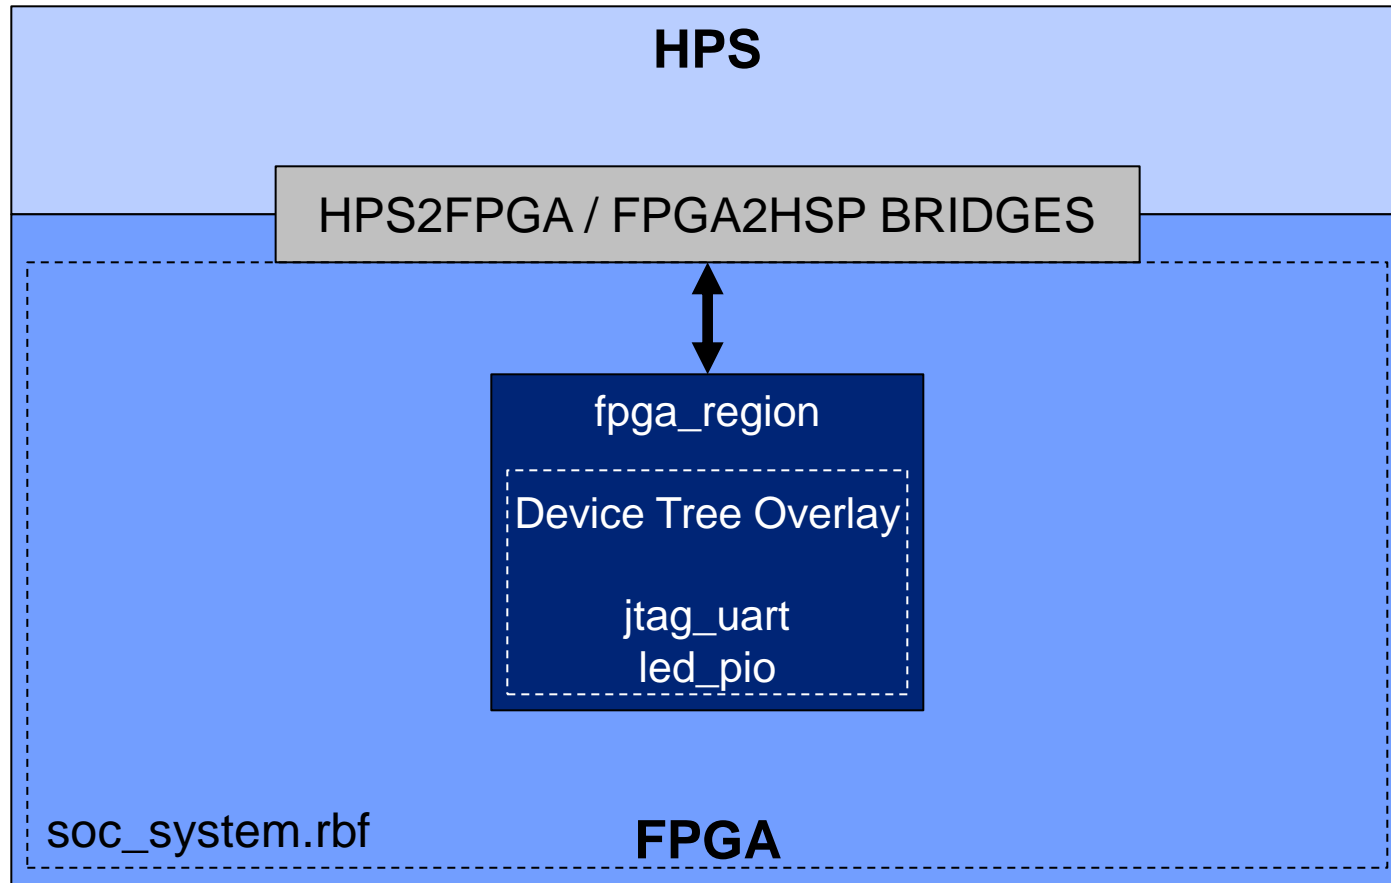 HPS
HPS2FPGA / FPGA2HSP BRIDGES
fpga_region
Device Tree Overlay
jtag_uart
led_pio
soc_system.rbf
FPGA